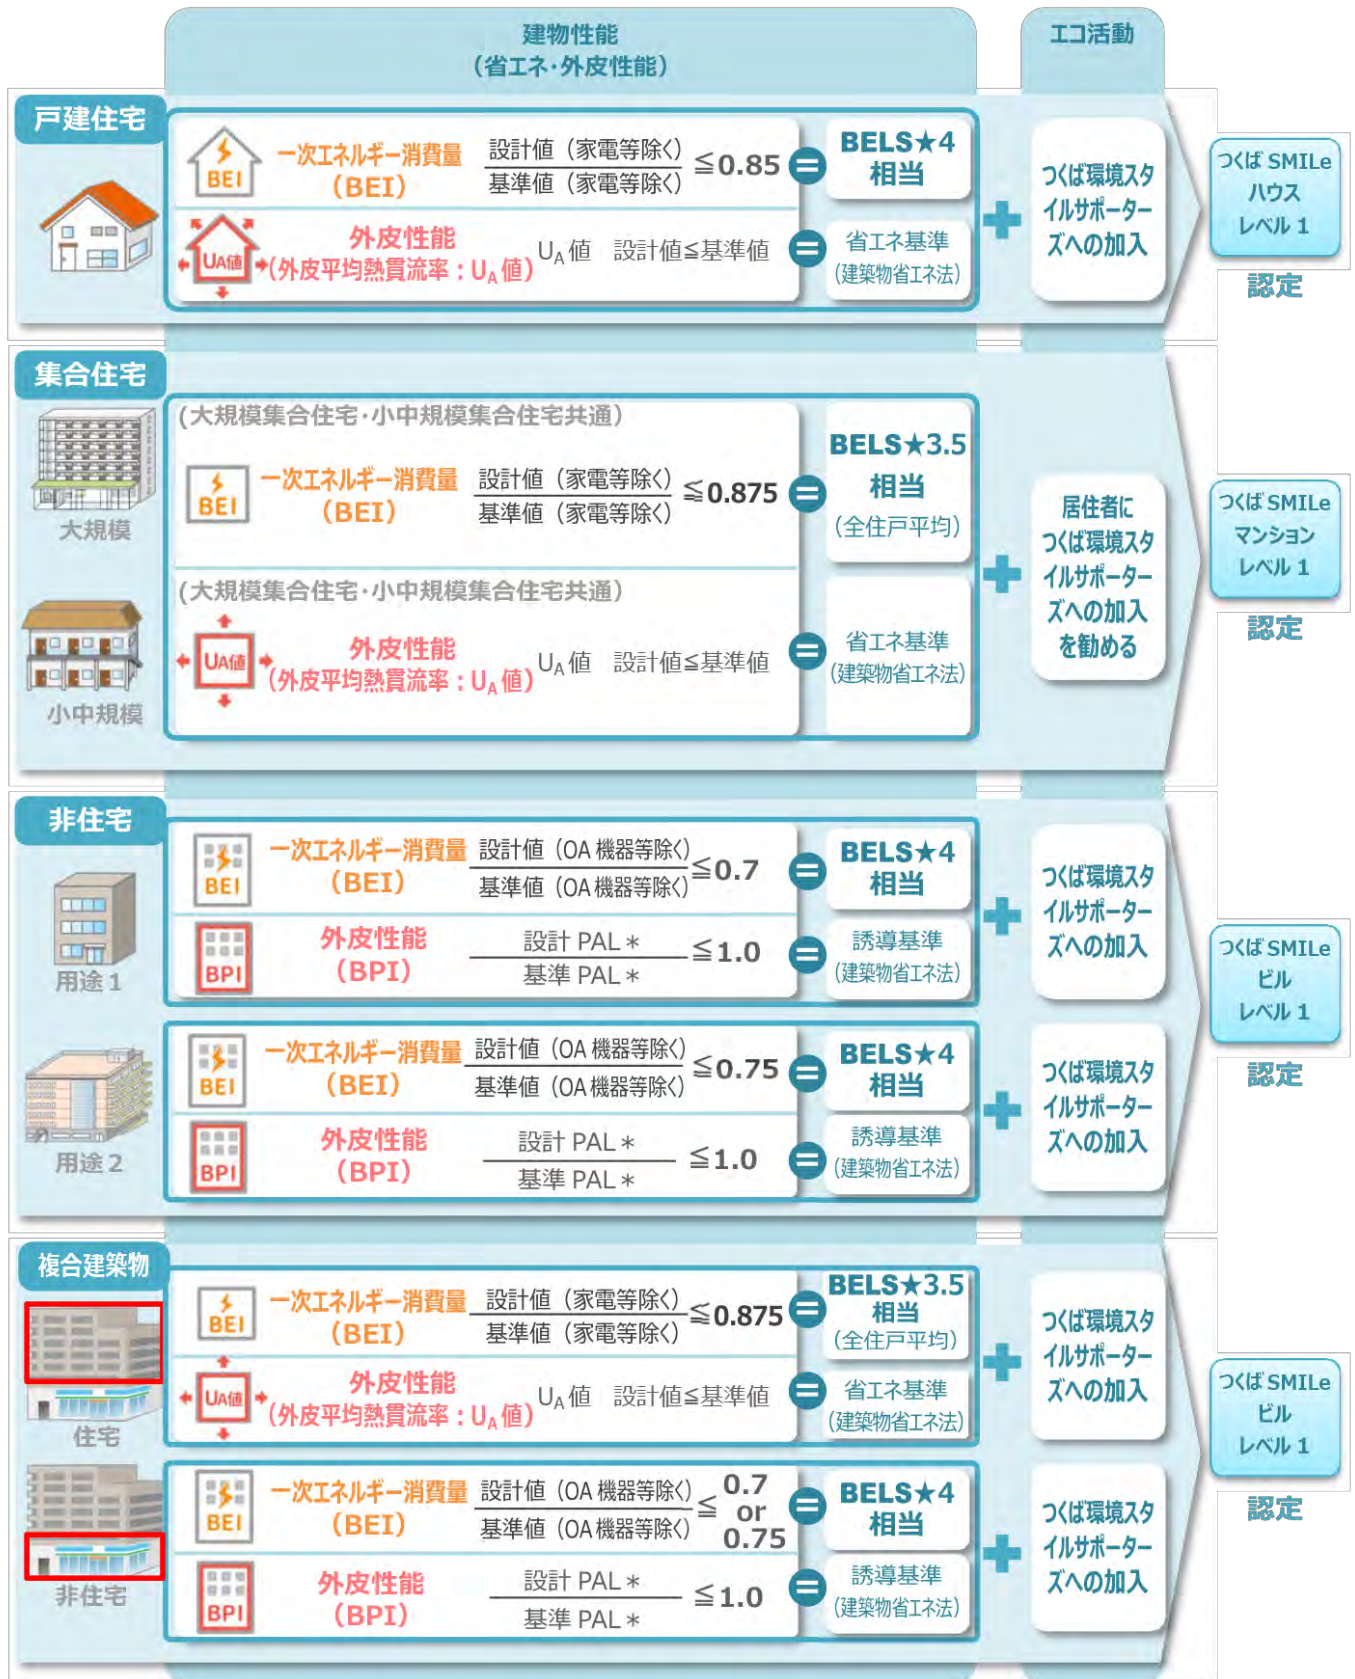 建物性能
（省エネ・外皮性能）
エコ活動
戸建住宅
BEI
一次エネルギー消費量
（BEI）
設計値（家電等除く）
基準値（家電等除く）
≦0.85
=
BELS★4
相当
UA値
外皮性能
（外皮平均熱貫流率：UA値）
UA値　設計値≦基準値
=
省エネ基準
（建築物省エネ法）
+
つくば環境スタ
イルサポーター
ズへの加入
つくば SMILe
ハウス
レベル 1
認定
集合住宅
大規模
小中規模
（大規模集合住宅・小中規模集合住宅共通）
BEI
一次エネルギー消費量
（BEI）
設計値（家電等除く）
基準値（家電等除く）
≦0.875
=
BELS★3.5
相当
（全住戸平均）
（大規模集合住宅・小中規模集合住宅共通）
UA値
外皮性能
（外皮平均熱貫流率：UA値）
UA値　設計値≦基準値
=
省エネ基準
（建築物省エネ法）
+
居住者に
つくば環境スタ
イルサポーター
ズへの加入
を勧める
つくば SMILe
マンション
レベル 1
認定
非住宅
用途 1
BEI
一次エネルギー消費量
（BEI）
設計値（OA 機器等除く）
基準値（OA 機器等除く）
≦0.7
=
BELS★4
相当
BPI
外皮性能
（BPI）
設計 PAL＊
基準 PAL＊
≦1.0
=
誘導基準
（建築物省エネ法）
+
つくば環境スタ
イルサポーター
ズへの加入
用途 2
BEI
一次エネルギー消費量
（BEI）
設計値（OA 機器等除く）
基準値（OA 機器等除く）
≦0.75
=
BELS★4
相当
BPI
外皮性能
（BPI）
設計 PAL＊
基準 PAL＊
≦1.0
=
誘導基準
（建築物省エネ法）
+
つくば環境スタ
イルサポーター
ズへの加入
つくば SMILe
ビル
レベル 1
認定
複合建築物
住宅
BEI
一次エネルギー消費量
（BEI）
設計値（家電等除く）
基準値（家電等除く）
≦0.875
=
BELS★3.5
相当
（全住戸平均）
UA値
外皮性能
（外皮平均熱貫流率：UA値）
UA値　設計値≦基準値
=
省エネ基準
（建築物省エネ法）
+
つくば環境スタ
イルサポーター
ズへの加入
非住宅
BEI
一次エネルギー消費量
（BEI）
設計値（OA 機器等除く）
基準値（OA 機器等除く）
≦
0.7
or
0.75
=
BELS★4
相当
BPI
外皮性能
（BPI）
設計 PAL＊
基準 PAL＊
≦1.0
=
誘導基準
（建築物省エネ法）
+
つくば環境スタ
イルサポーター
ズへの加入
つくば SMILe
ビル
レベル 1
認定